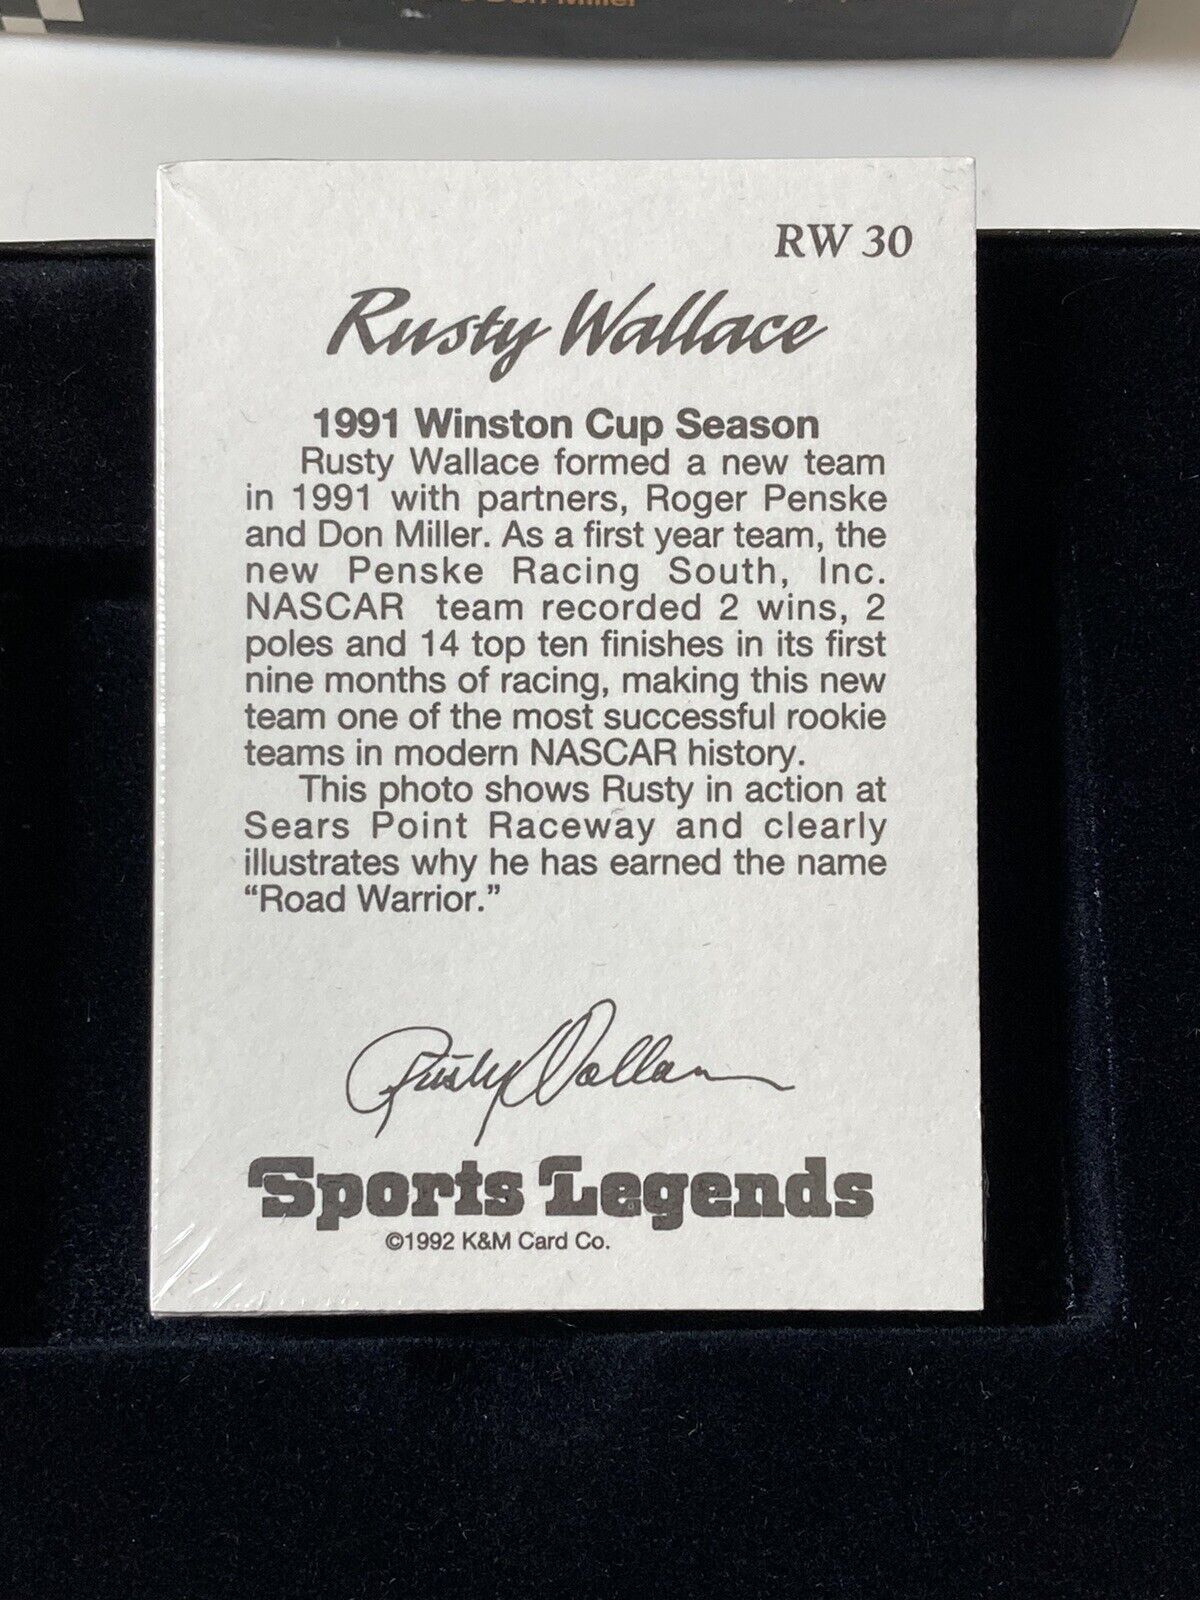 Don Miller
RW 30
Rusty Wallace
1991 Winston Cup Season
Rusty Wallace formed a new team
in 1991 with partners, Roger Penske
and Don Miller. As a first year team, the
new Penske Racing South, Inc.
NASCAR team recorded 2 wins, 2
poles and 14 top ten finishes in its first
nine months of racing, making this new
team one of the most successful rookie
teams in modern NASCAR history.
This photo shows Rusty in action at
Sears Point Raceway and clearly
illustrates why he has earned the name
“Road Warrior.”
Rusty Wallace
Sports Legends
©1992 K&M Card Co.